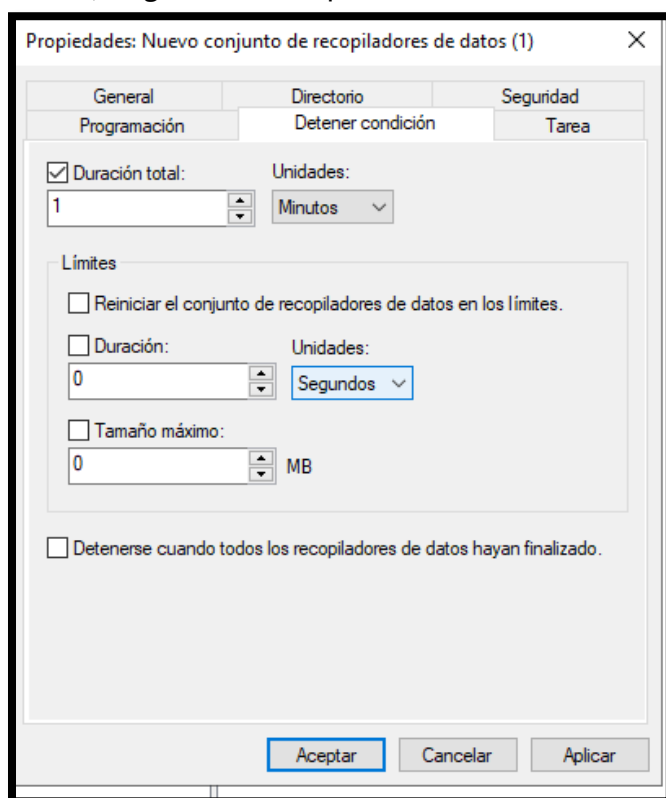 Propiedades: Nuevo conjunto de recopiladores de datos (1)
General Directorio Seguridad
Programación Detener condición Tarea
Duración total: Unidades:
1 Minutos
Límites
Reiniciar el conjunto de recopiladores de datos en los límites.
Duración: Unidades:
0 Segundos
Tamaño máximo:
0 MB
Detenerse cuando todos los recopiladores de datos hayan finalizado.
Aceptar Cancelar Aplicar